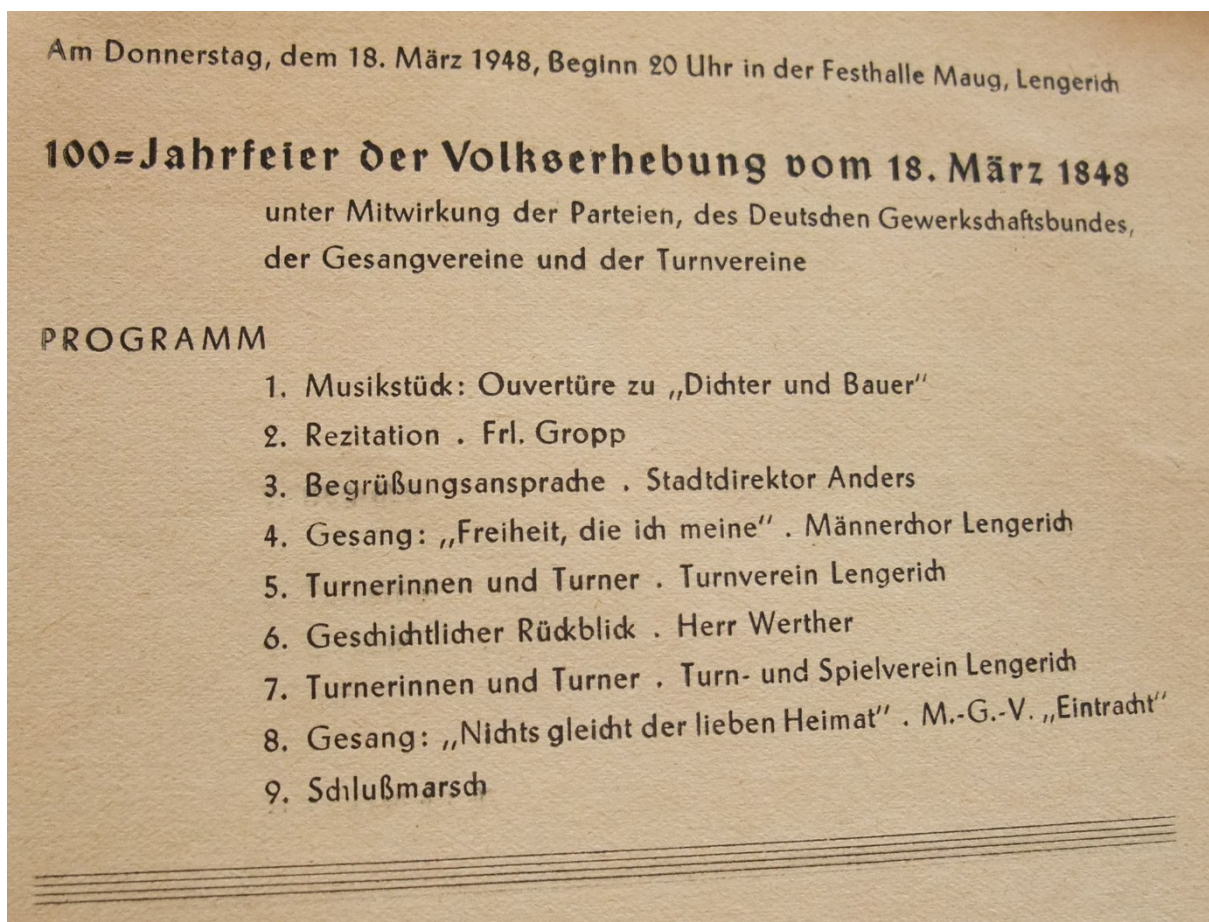 Am Donnerstag, dem 18. März 1948, Beginn 20 Uhr in der Festhalle Maug, Lengerich
100=Jahrfeier der Volkserhebung vom 18. März 1848
unter Mitwirkung der Parteien, des Deutschen Gewerkschaftsbundes,
der Gesangvereine und der Turnvereine
PROGRAMM
1. Musikstück: Ouvertüre zu „Dichter und Bauer“
2. Rezitation . Frl. Gropp
3. Begrüßungsansprache . Stadtdirektor Anders
4. Gesang: „Freiheit, die ich meine“ . Männerchor Lengerich
5. Turnerinnen und Turner . Turnverein Lengerich
6. Geschichtlicher Rückblick . Herr Werther
7. Turnerinnen und Turner . Turn- und Spielverein Lengerich
8. Gesang: „Nichts gleicht der lieben Heimat“ . M.-G.-V. „Eintracht“
9. Schlußmarsch